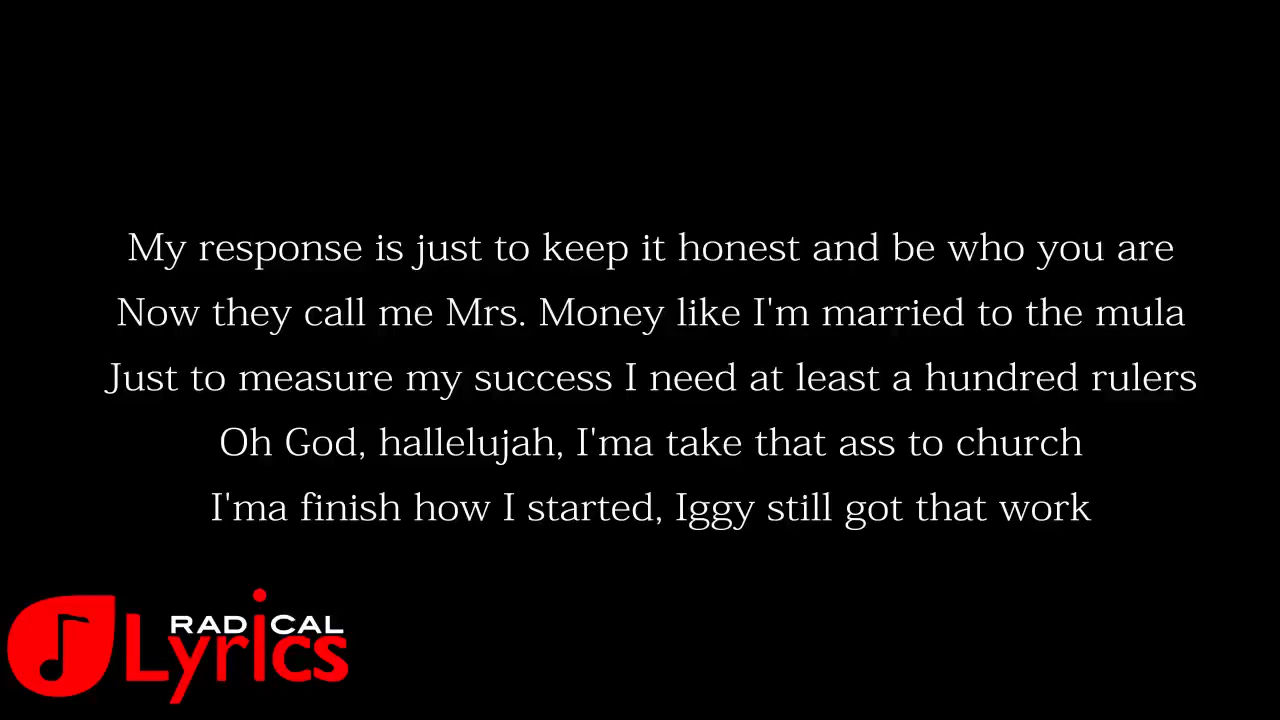 My response is just to keep it honest and be who you are
Now they call me Mrs. Money like I'm married to the mula
Just to measure my success I need at least a hundred rulers
Oh God, hallelujah, I'ma take that ass to church
I'ma finish how I started, Iggy still got that work
RADICAL
Lyrics